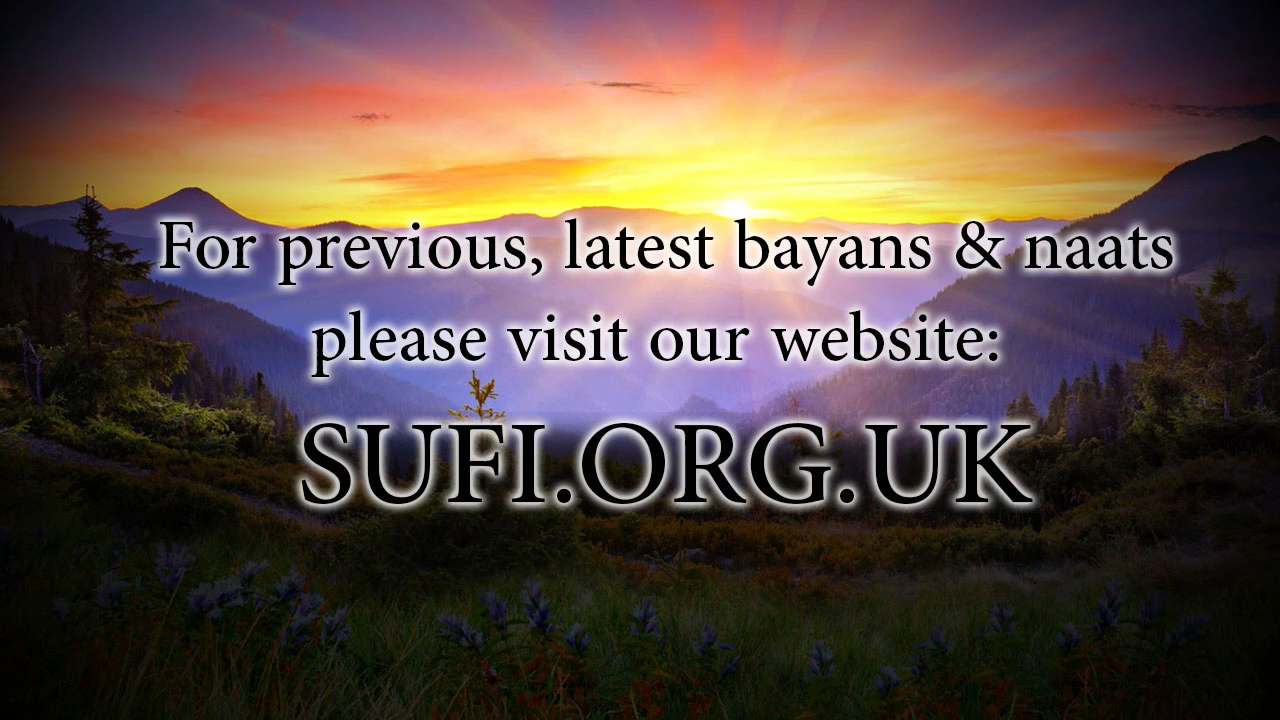 For previous, latest bayans & naats
please visit our website:
SUFI.ORG.UK